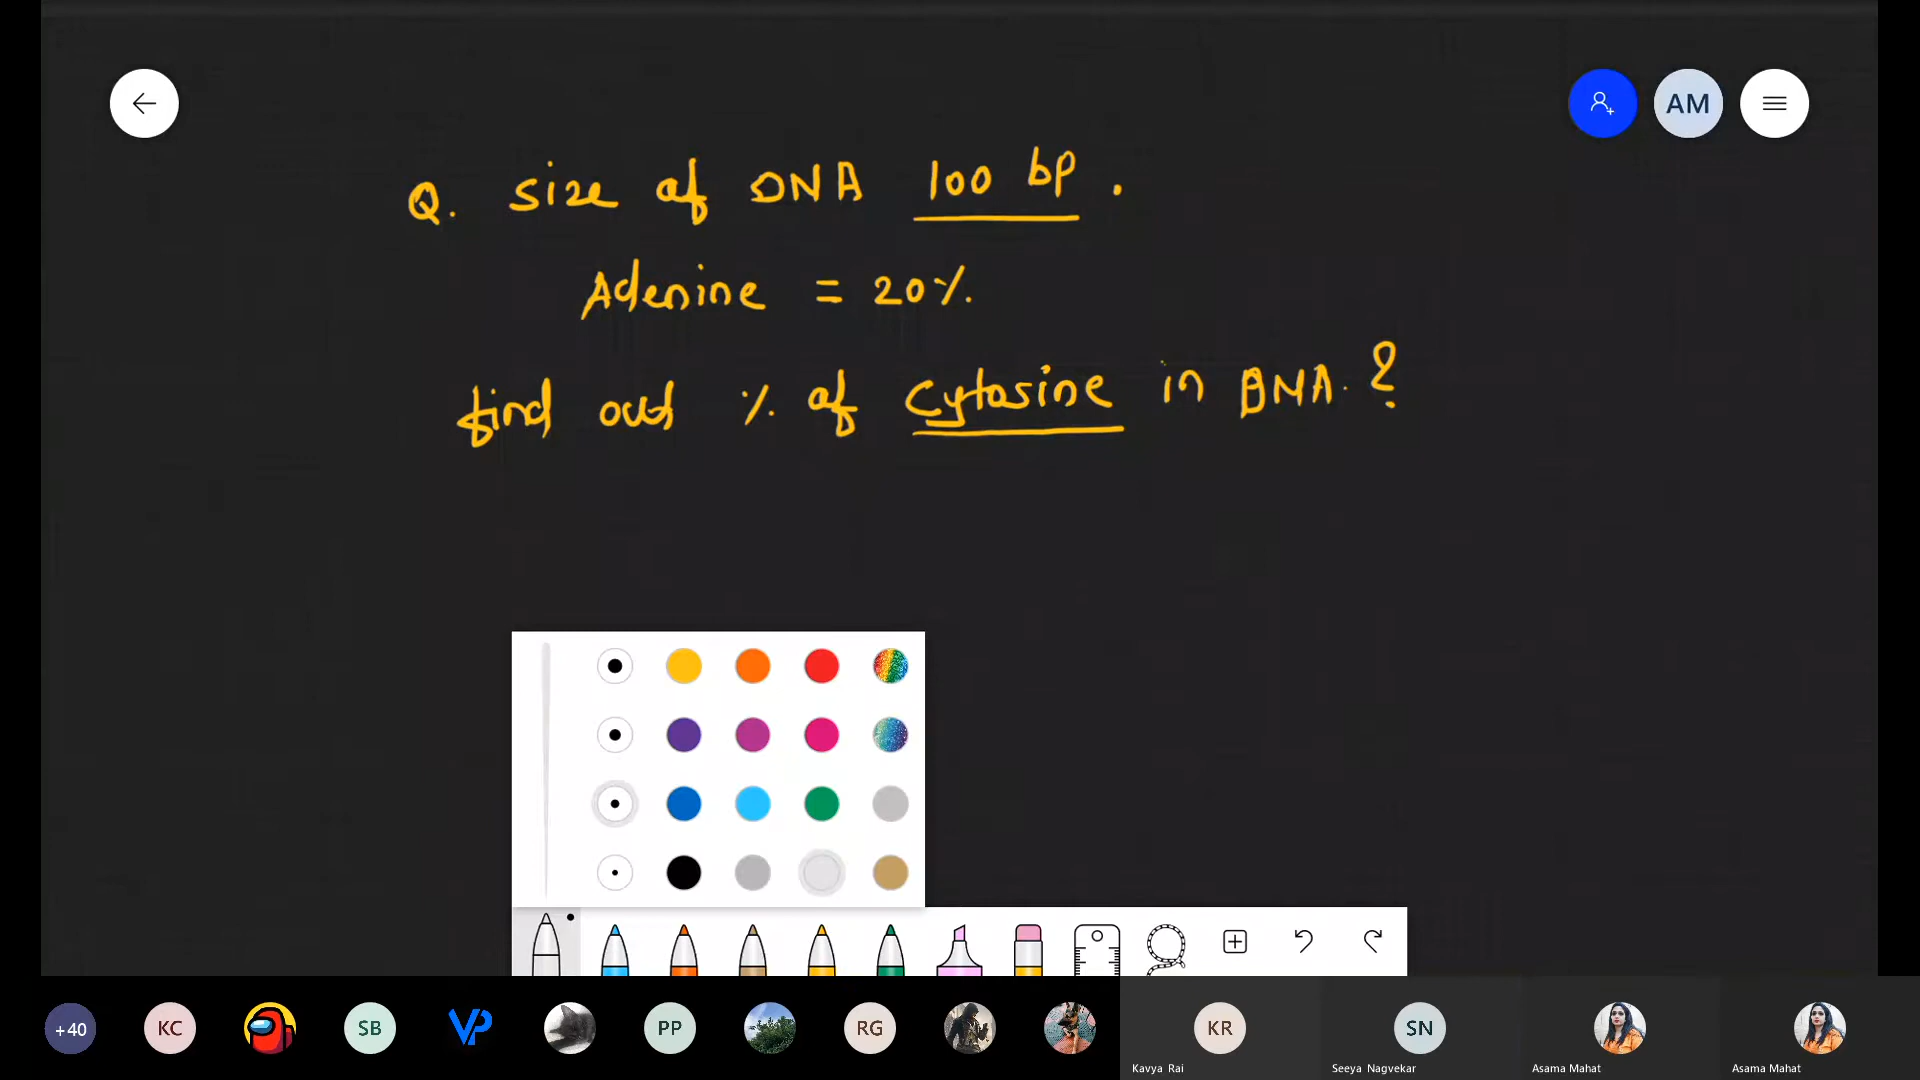 AM
Q. size of DNA 100 bp.
Adenine = 20%
find out % of Cytosine in DNA. ?
+40
KC
SB
VP
PP
RG
KR
SN
Kavya Rai
Seeya Nagvekar
Asama Mahat
Asama Mahat